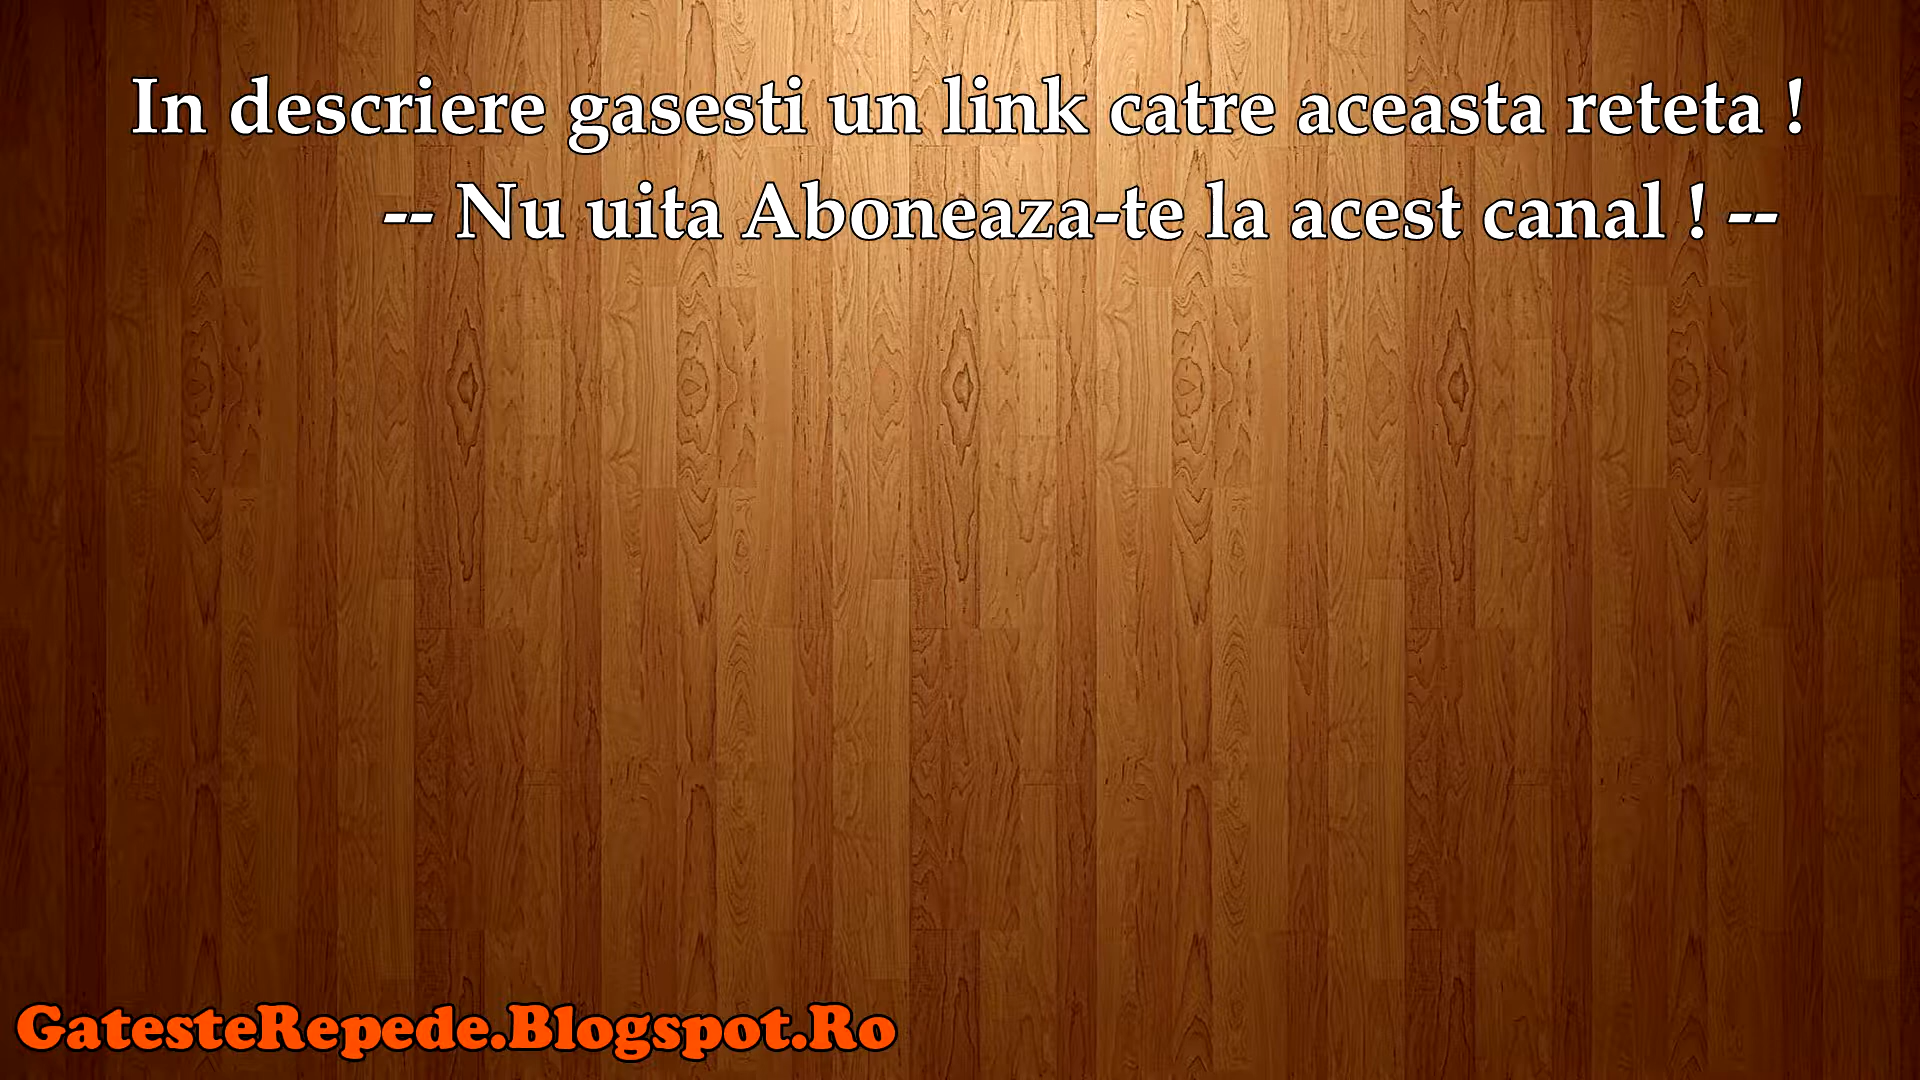 In descriere gasesti un link catre aceasta reteta !
-- Nu uita Aboneaza-te la acest canal ! --
GatesteRepede.Blogspot.Ro